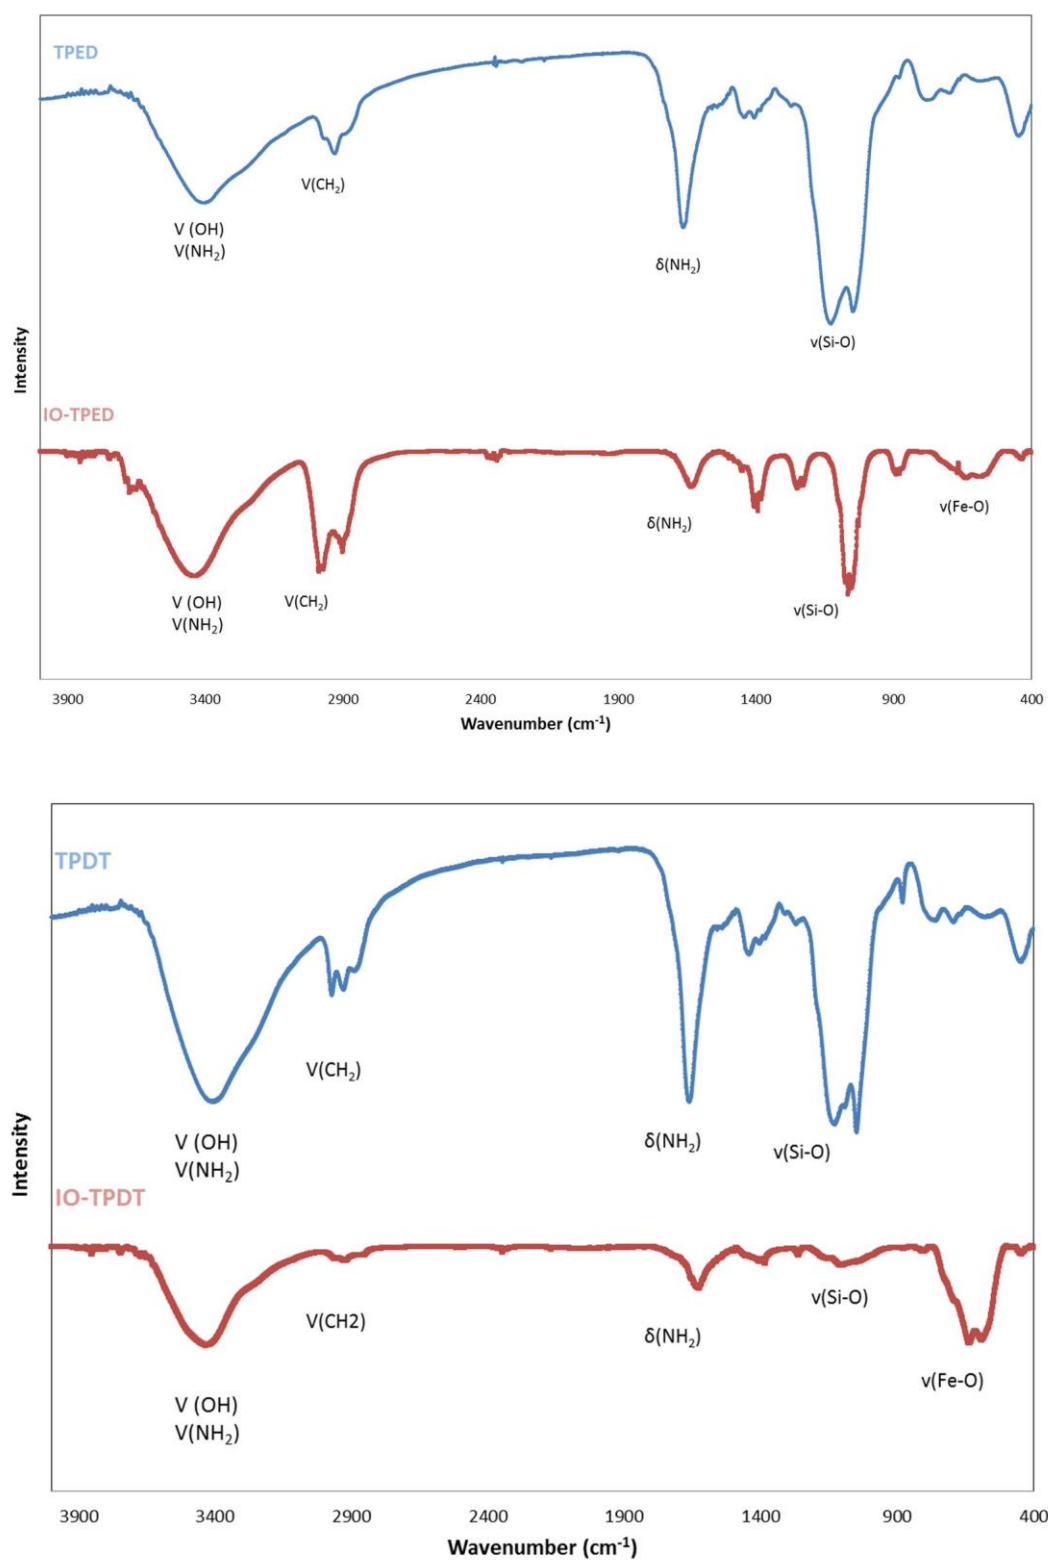 TPED
V(CH₂)
V (OH)
V(NH₂)
δ(NH₂)
v(Si-O)
Intensity
IO-TPED
v(Fe-O)
δ(NH₂)
V (OH)
V(NH₂)
V(CH₂)
v(Si-O)
3900 3400 2900 2400 1900 1400 900 400
Wavenumber (cm⁻¹)
TPDT
V(CH₂)
V (OH)
V(NH₂)
δ(NH₂)
v(Si-O)
Intensity
IO-TPDT
V(CH2)
v(Si-O)
δ(NH₂)
v(Fe-O)
V (OH)
V(NH₂)
3900 3400 2900 2400 1900 1400 900 400
Wavenumber (cm⁻¹)